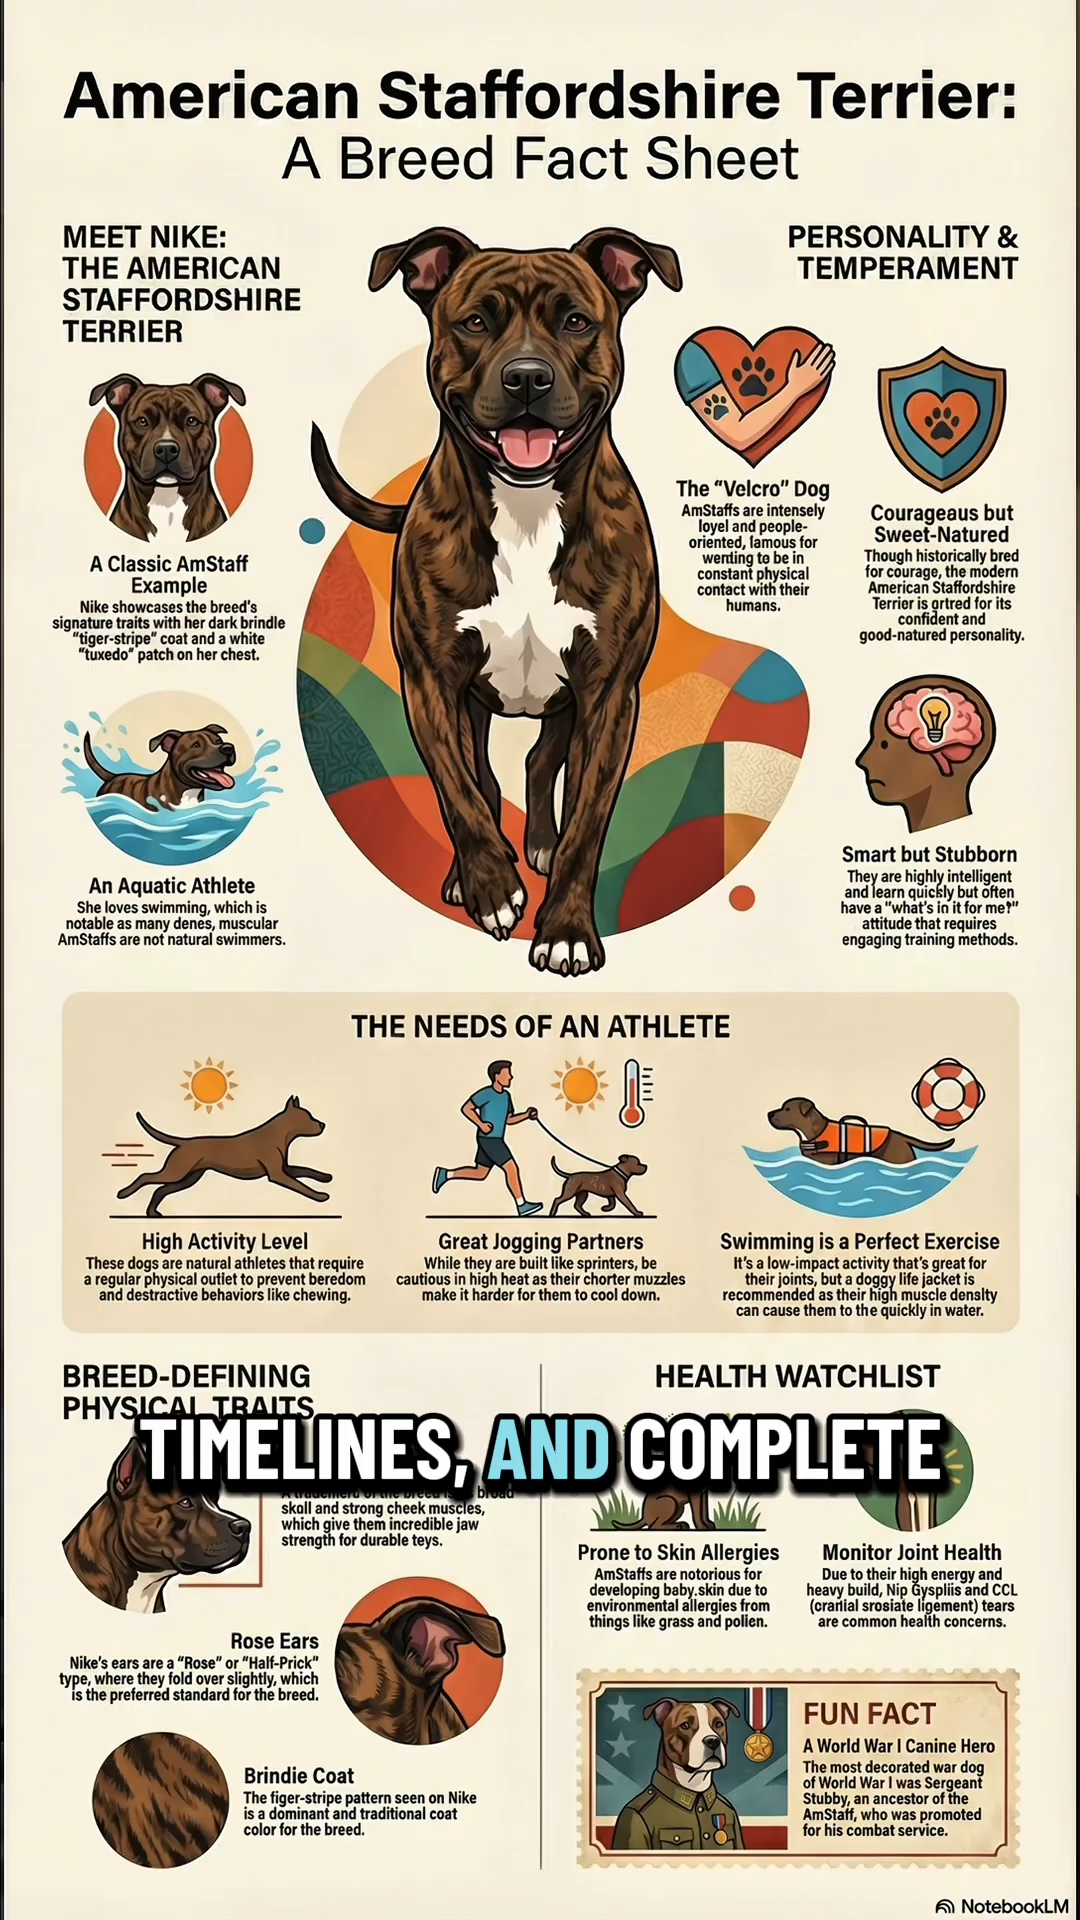 American Staffordshire Terrier:
A Breed Fact Sheet
MEET NIKE:
THE AMERICAN
STAFFORDSHIRE
TERRIER
A Classic AmStaff
Example
Nike showcases the breed's
signature traits with her dark brindle
"tiger-stripe" coat and a white
"tuxedo" patch on her chest.
An Aquatic Athlete
She loves swimming, which is
notable as many denes, muscular
AmStaffs are not natural swimmers.
PERSONALITY &
TEMPERAMENT
The "Velcro" Dog
AmStaffs are intensely
loyel and people-
oriented, famous for
wenting to be in
constant physical
contact with their
humans.
Courageous but
Sweet-Natured
Though historically bred
for courage, the modern
American Staffordshire
Terrier is grtred for its
confident and
good-natured personality.
Smart but Stubborn
They are highly intelligent
and learn quickly but often
have a "what's in it for me?"
attitude that requires
engaging training methods.
THE NEEDS OF AN ATHLETE
High Activity Level
These dogs are natural athletes that require
a regular physical outlet to prevent beredom
and destractive behaviors like chewing.
Great Jogging Partners
While they are built like sprinters, be
cautious in high heat as their chorter muzzles
make it harder for them to cool down.
Swimming is a Perfect Exercise
It's a low-impact activity that's great for
their joints, but a doggy life jacket is
recommended as their high muscle density
can cause them to the quickly in water.
BREED-DEFINING
PHYSICAL TRAITS
TIMELINES, AND COMPLETE
broad
skoll and strong cheek muscles,
which give them incredible jaw
strength for durable teys.
Rose Ears
Nike's ears are a "Rose" or "Half-Prick"
type, where they fold over slightly, which
is the preferred standard for the breed.
Brindie Coat
The figer-stripe pattern seen on Nike
is a dominant and traditional coat
color for the breed.
HEALTH WATCHLIST
Prone to Skin Allergies
AmStaffs are notorious for
developing baby.skin due to
environmental allergies from
things like grass and pollen.
Monitor Joint Health
Due to their high energy and
heavy build, Nip Gyspliis and CCL
(cranlal srosiate ligement) tears
are common health concerns.
FUN FACT
A World War I Canine Hero
The most decorated war dog
of World War I was Sergeant
Stubby, an ancestor of the
AmStaff, who was promoted
for his combat service.
NotebookLM